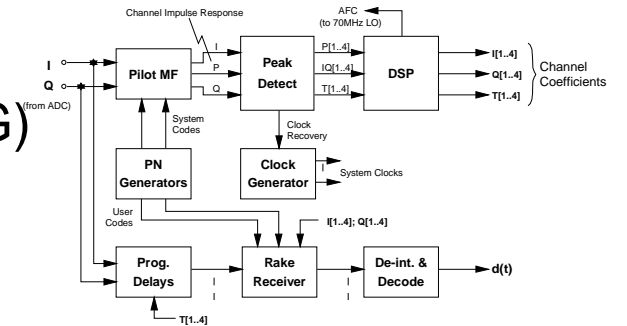 Channel Impulse Response
AFC
(to 70MHz LO)
I
Q
(from ADC)
G)
Pilot MF
I
P
Q
Peak
Detect
P[1..4]
IQ[1..4]
T[1..4]
DSP
I[1..4]
Q[1..4]
T[1..4]
Channel
Coefficients
System
Codes
Clock
Recovery
PN
Generators
Clock
Generator
System Clocks
User
Codes
I[1..4]; Q[1..4]
Prog.
Delays
Rake
Receiver
De-int. &
Decode
d(t)
T[1..4]